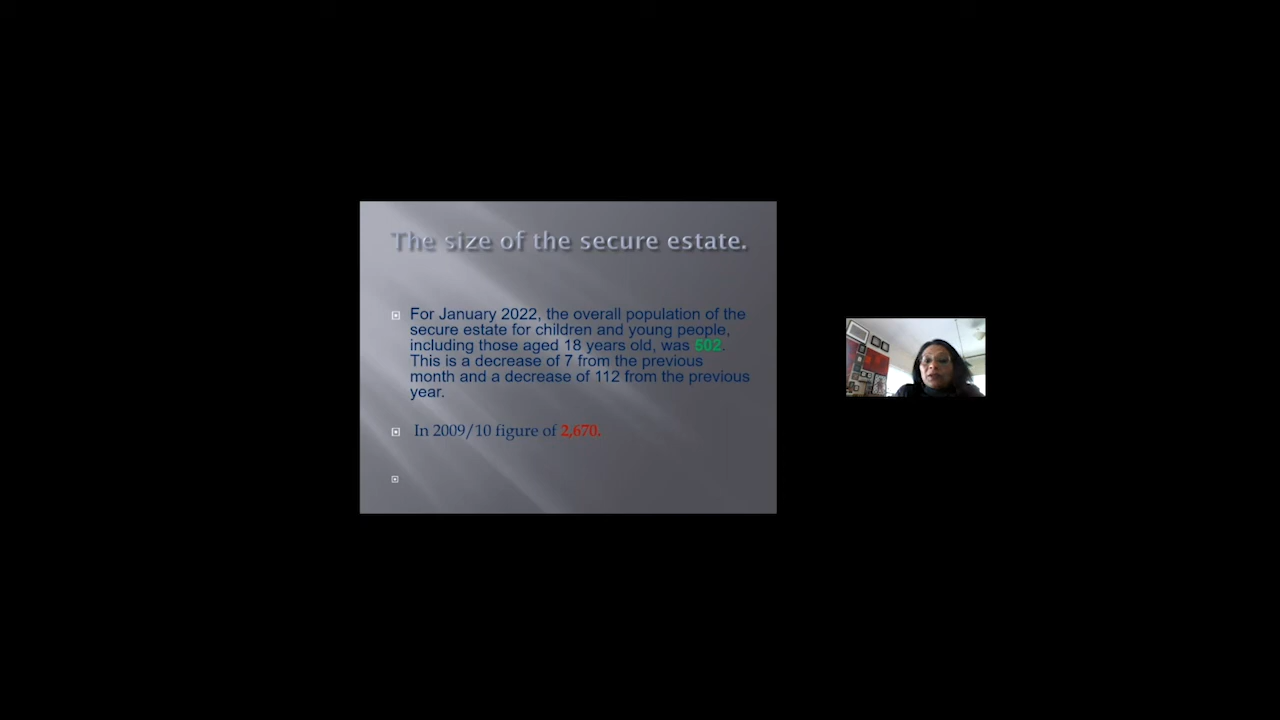 The size of the secure estate.
For January 2022, the overall population of the
secure estate for children and young people,
including those aged 18 years old, was 502.
This is a decrease of 7 from the previous
month and a decrease of 112 from the previous
year.
In 2009/10 figure of 2,670.